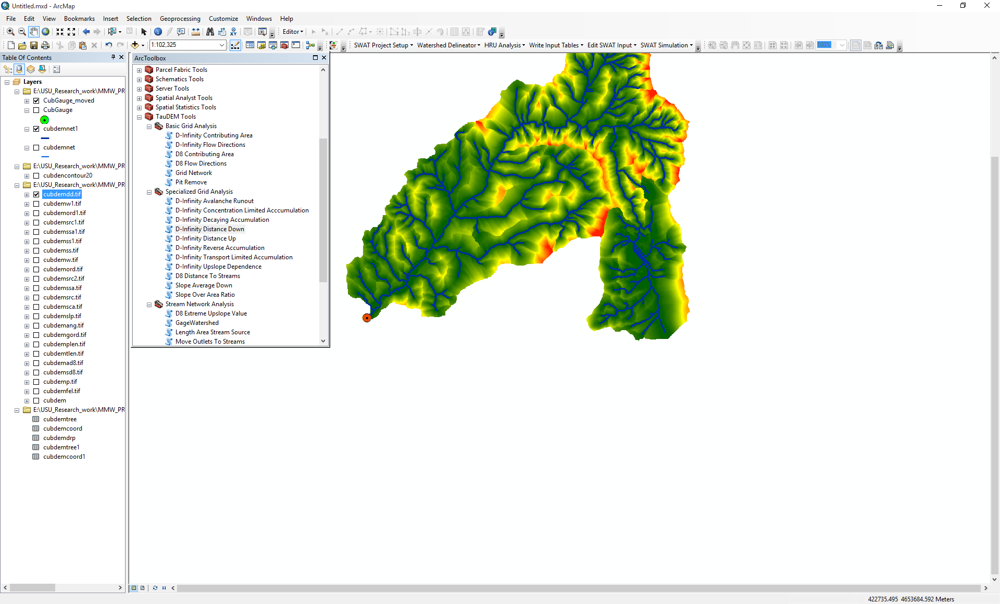 Untitled.mxd - ArcMap
File Edit View Bookmarks Insert Selection Geoprocessing Customize Windows Help
Editor
1:102,325
SWAT Project Setup Watershed Delineator HRU Analysis Write Input Tables Edit SWAT Input SWAT Simulation 100%
Table Of Contents
Layers
E:\USU_Research_work\MMW_PR
CubGauge_moved
CubGauge
cubdemnet1
cubdemnet
E:\USU_Research_work\MMW_PR
cubdencontour20
E:\USU_Research_work\MMW_PR
cubdemdd.tif
cubdemw1.tif
cubdemord1.tif
cubdemsrc1.tif
cubdemssa1.tif
cubdemss1.tif
cubdemss.tif
cubdemw.tif
cubdemord.tif
cubdemsrc2.tif
cubdemssa.tif
cubdemsrc.tif
cubdemsca.tif
cubdemslp.tif
cubdemang.tif
cubdemgord.tif
cubdemplen.tif
cubdemtlen.tif
cubdemad8.tif
cubdemsd8.tif
cubdemp.tif
cubdemfel.tif
cubdem
E:\USU_Research_work\MMW_PR
cubdemtree
cubdemcoord
cubdemdrp
cubdemtree1
cubdemcoord1
ArcToolbox
Parcel Fabric Tools
Schematics Tools
Server Tools
Spatial Analyst Tools
Spatial Statistics Tools
TauDEM Tools
Basic Grid Analysis
D-Infinity Contributing Area
D-Infinity Flow Directions
D8 Contributing Area
D8 Flow Directions
Grid Network
Pit Remove
Specialized Grid Analysis
D-Infinity Avalanche Runout
D-Infinity Concentration Limited Acccumulation
D-Infinity Decaying Accumulation
D-Infinity Distance Down
D-Infinity Distance Up
D-Infinity Reverse Accumulation
D-Infinity Transport Limited Accumulation
D-Infinity Upslope Dependence
D8 Distance To Streams
Slope Average Down
Slope Over Area Ratio
Stream Network Analysis
D8 Extreme Upslope Value
GageWatershed
Length Area Stream Source
Move Outlets To Streams
422735.495 4653684.592 Meters